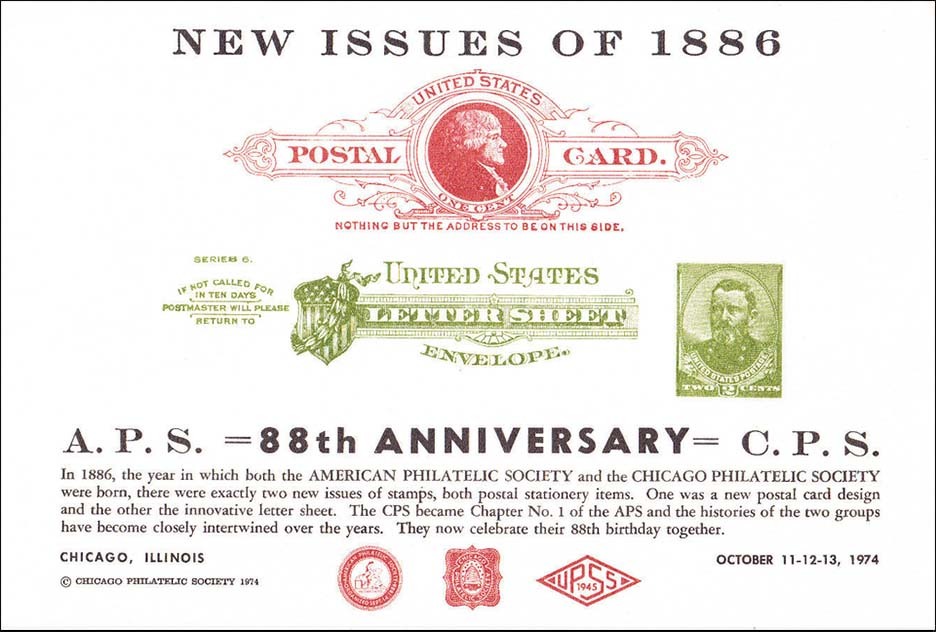 NEW ISSUES OF 1886
UNITED STATES
POSTAL CARD.
ONE CENT
NOTHING BUT THE ADDRESS TO BE ON THIS SIDE.
SERIES 6.
IF NOT CALLED FOR
IN TEN DAYS
POSTMASTER WILL PLEASE
RETURN TO
UNITED STATES
LETTER SHEET
ENVELOPE.
UNITED STATES POSTAGE
TWO 2 CENTS
A. P. S. =88th ANNIVERSARY= C. P. S.
In 1886, the year in which both the AMERICAN PHILATELIC SOCIETY and the CHICAGO PHILATELIC SOCIETY
were born, there were exactly two new issues of stamps, both postal stationery items. One was a new postal card design
and the other the innovative letter sheet. The CPS became Chapter No. 1 of the APS and the histories of the two groups
have become closely intertwined over the years. They now celebrate their 88th birthday together.
CHICAGO, ILLINOIS
OCTOBER 11-12-13, 1974
© CHICAGO PHILATELIC SOCIETY 1974
CHICAGO
PHILATELIC SOCIETY
UPSS
1945